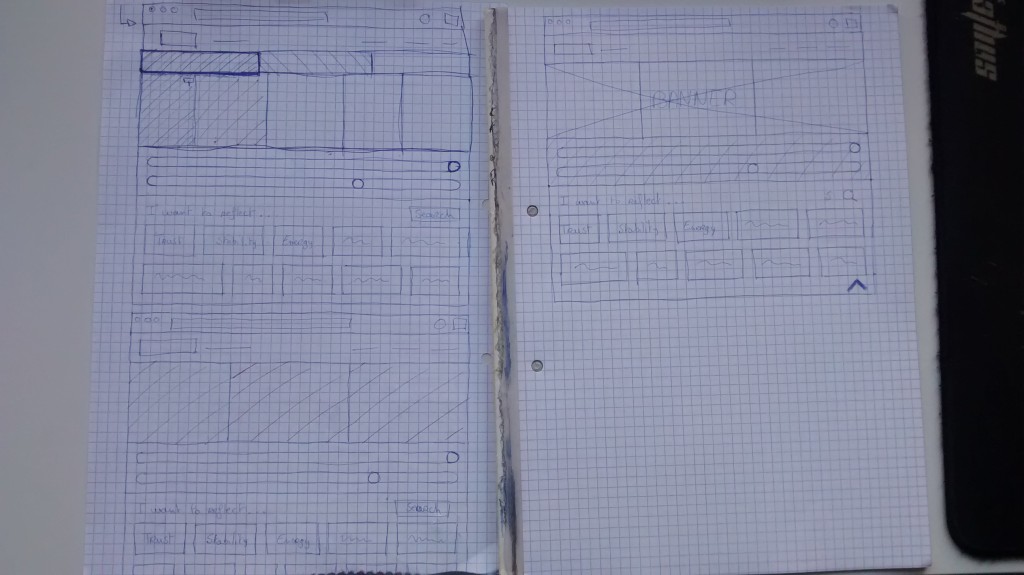 I want to reflect...
Search
Trust
Stability
Energy
I want to reflect...
Search
Trust
Stability
Energy
BANNER
I want to reflect...
S
Trust
Stability
Energy